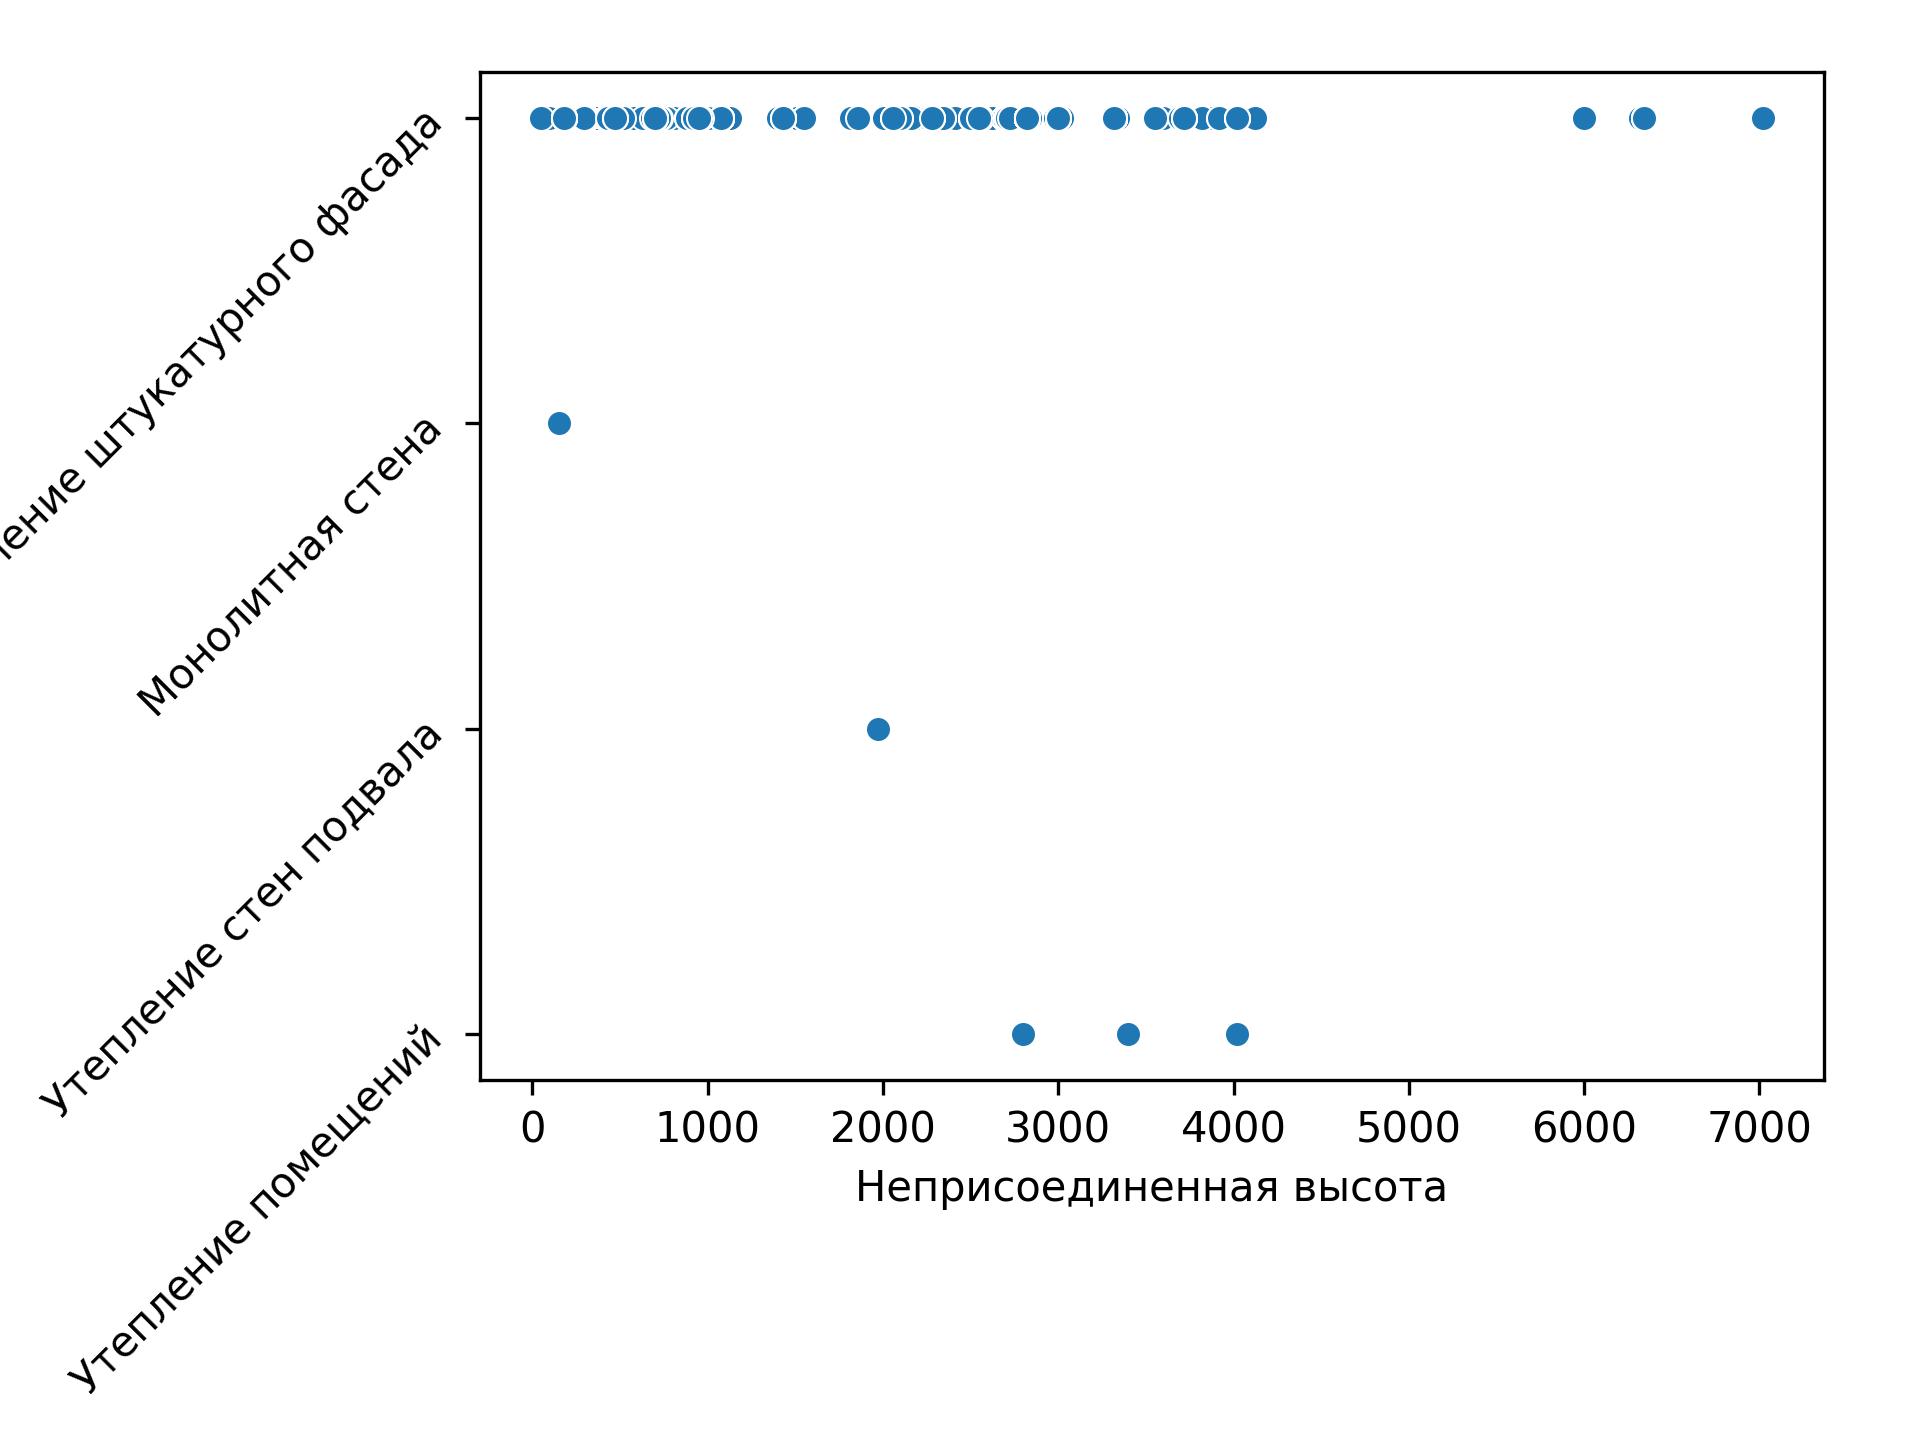 штукатурного фасада
Монолитная стена
Утепление стен подвала
Утепление помещений
0 1000 2000 3000 4000 5000 6000 7000
Неприсоединенная высота